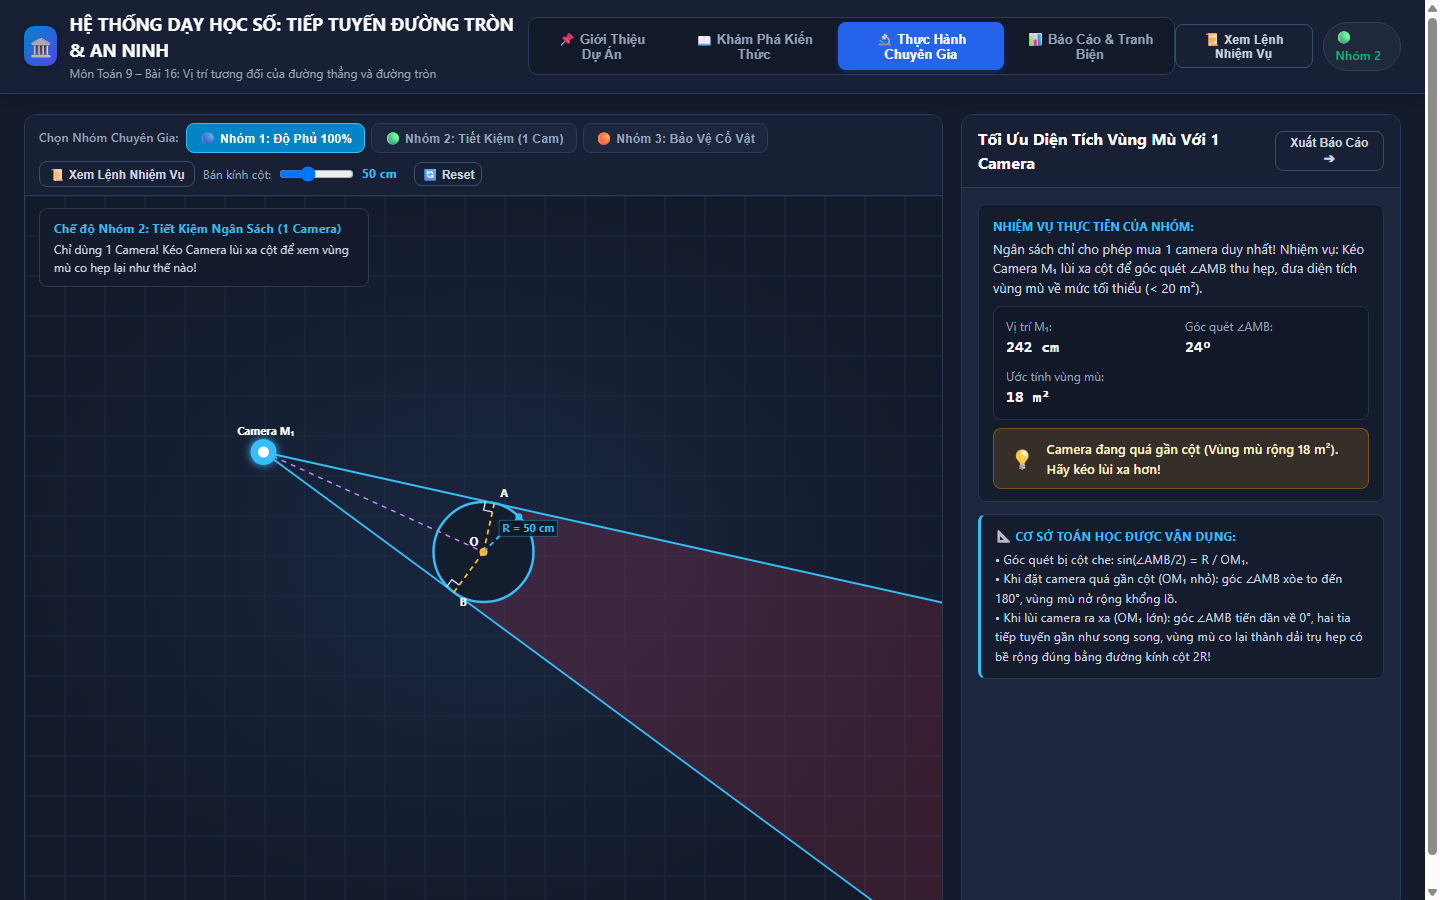 HỆ THỐNG DẠY HỌC SỐ: TIẾP TUYẾN ĐƯỜNG TRÒN
& AN NINH
Môn Toán 9 – Bài 16: Vị trí tương đối của đường thẳng và đường tròn
Giới Thiệu
Dự Án
Khám Phá Kiến
Thức
Thực Hành
Chuyên Gia
Báo Cáo & Tranh
Biện
Xem Lệnh
Nhiệm Vụ
Nhóm 2
Chọn Nhóm Chuyên Gia:
Nhóm 1: Độ Phủ 100%
Nhóm 2: Tiết Kiệm (1 Cam)
Nhóm 3: Bảo Vệ Cổ Vật
Xem Lệnh Nhiệm Vụ
Bán kính cột:
50 cm
Reset
Chế độ Nhóm 2: Tiết Kiệm Ngân Sách (1 Camera)
Chỉ dùng 1 Camera! Kéo Camera lùi xa cột để xem vùng
mù co hẹp lại như thế nào!
Camera M₁
A
R = 50 cm
O
B
Tối Ưu Diện Tích Vùng Mù Với 1
Camera
Xuất Báo Cáo
➔
NHIỆM VỤ THỰC TIỄN CỦA NHÓM:
Ngân sách chỉ cho phép mua 1 camera duy nhất! Nhiệm vụ: Kéo
Camera M₁ lùi xa cột để góc quét ∠AMB thu hẹp, đưa diện tích
vùng mù về mức tối thiểu (< 20 m²).
Vị trí M₁:
242 cm
Góc quét ∠AMB:
24º
Ước tính vùng mù:
18 m²
Camera đang quá gần cột (Vùng mù rộng 18 m²).
Hãy kéo lùi xa hơn!
CƠ SỞ TOÁN HỌC ĐƯỢC VẬN DỤNG:
• Góc quét bị cột che: sin(∠AMB/2) = R / OM₁.
• Khi đặt camera quá gần cột (OM₁ nhỏ): góc ∠AMB xòe to đến
180°, vùng mù nở rộng khổng lồ.
• Khi lùi camera ra xa (OM₁ lớn): góc ∠AMB tiến dần về 0°, hai tia
tiếp tuyến gần như song song, vùng mù co lại thành dải trụ hẹp có
bề rộng đúng bằng đường kính cột 2R!